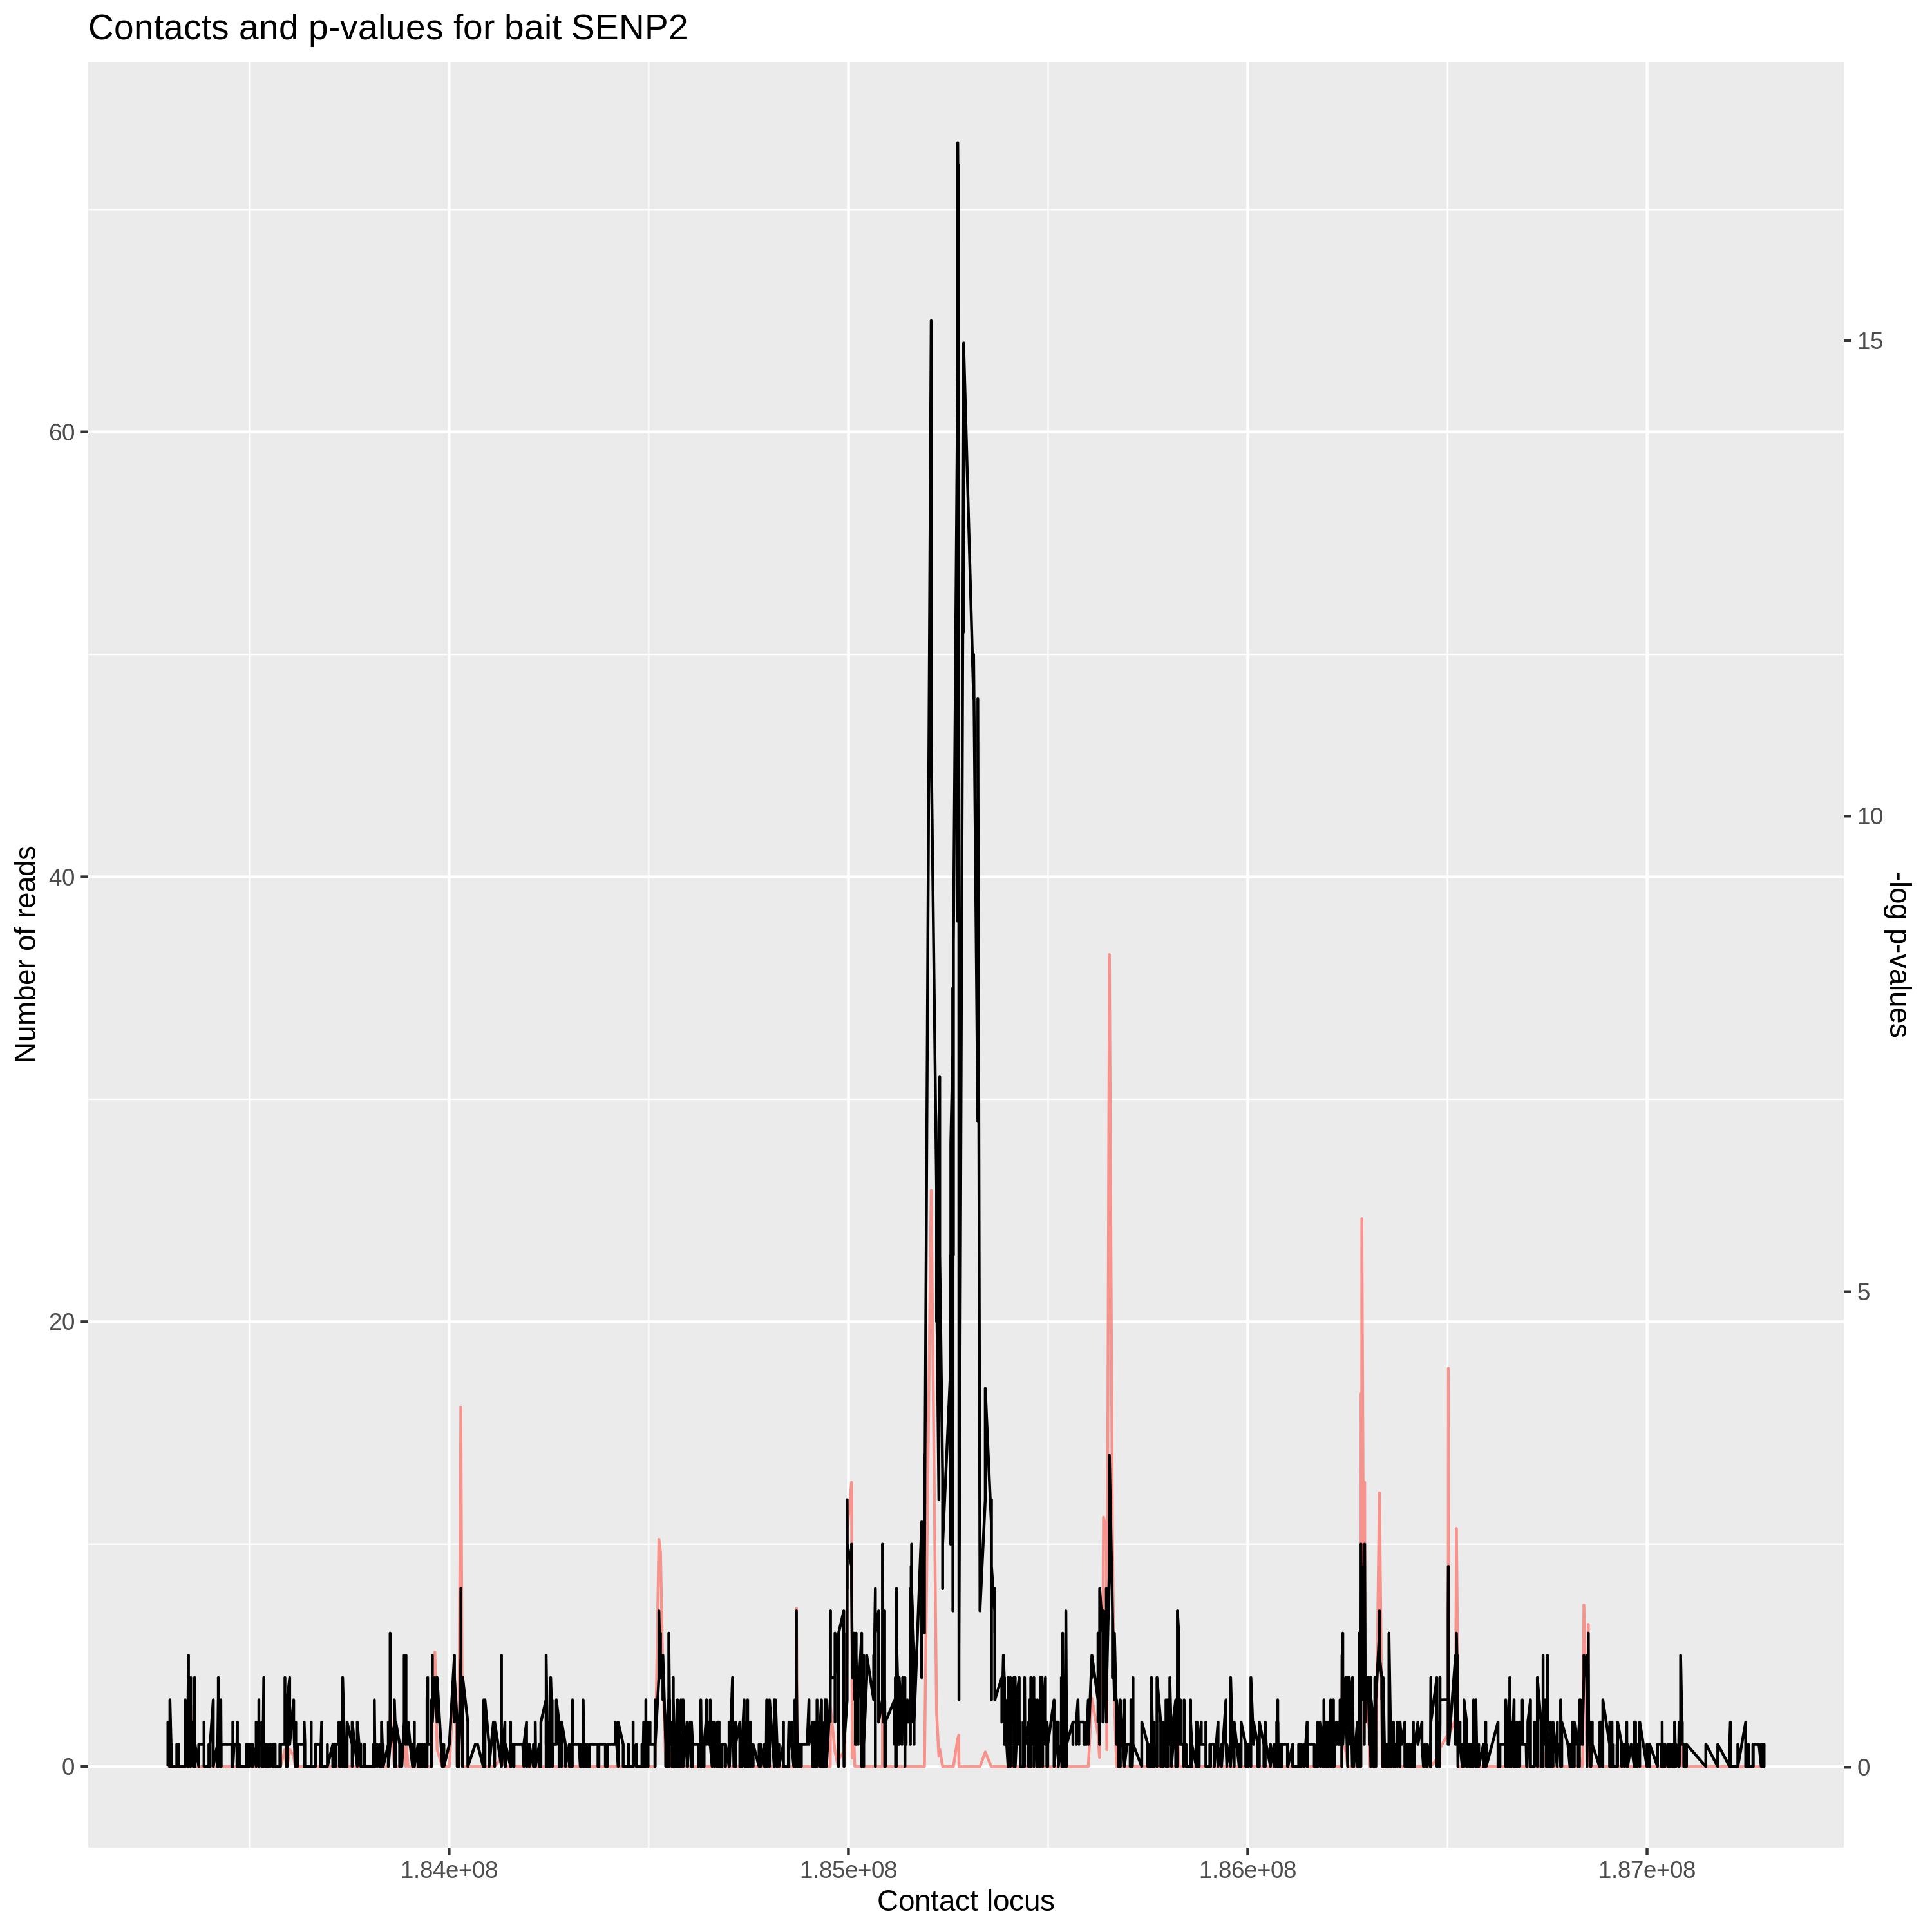 Contacts and p-values for bait SENP2
Number of reads
60
40
20
0
15
10
5
0
-log p-values
1.84e+08
1.85e+08
1.86e+08
1.87e+08
Contact locus